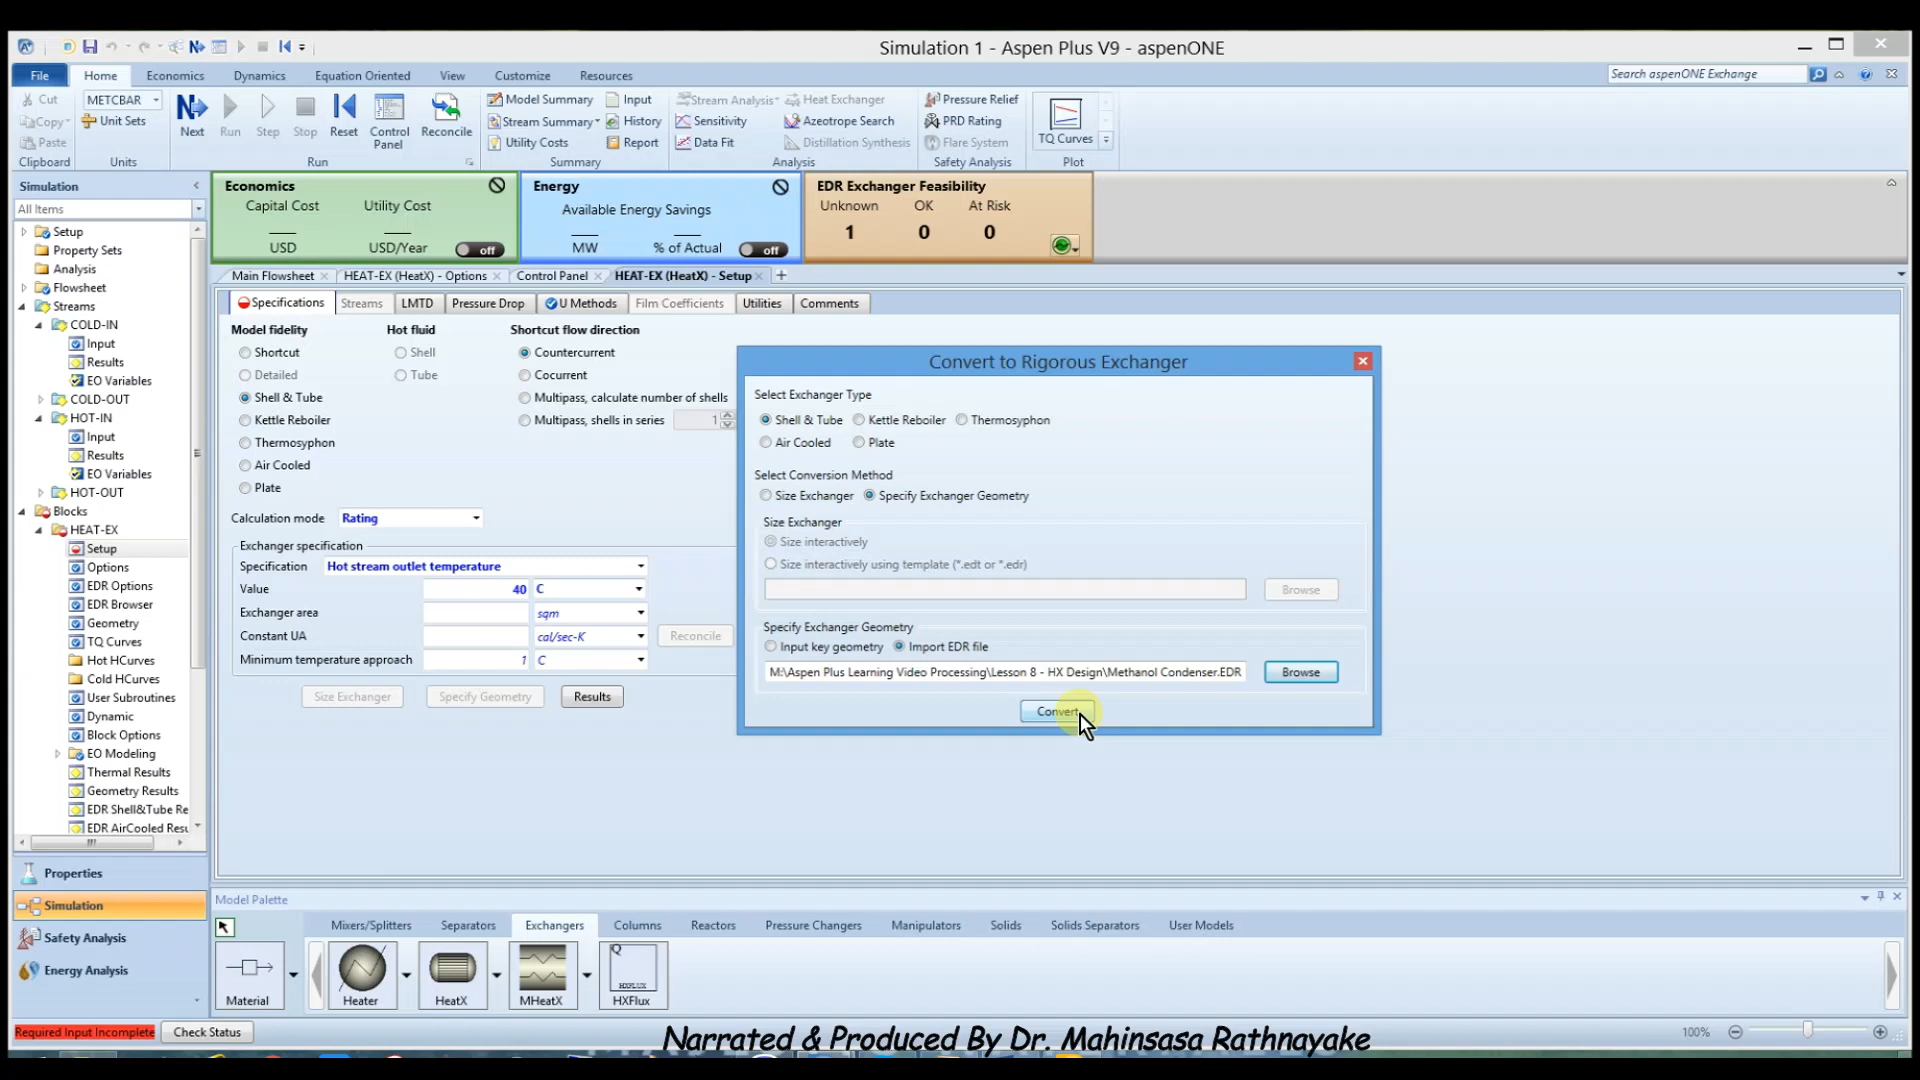 Simulation 1 - Aspen Plus V9 - aspenONE
File Home Economics Dynamics Equation Oriented View Customize Resources Search aspenONE Exchange
Cut METCBAR Model Summary Input Stream Analysis Heat Exchanger Pressure Relief
Copy Unit Sets Next Run Step Stop Reset Control Panel Reconcile Stream Summary History Sensitivity Azeotrope Search PRD Rating TQ Curves
Paste Utility Costs Report Data Fit Distillation Synthesis Flare System
Clipboard Units Run Summary Analysis Safety Analysis Plot
Simulation
All Items
Economics
Capital Cost Utility Cost
USD USD/Year off
Energy
Available Energy Savings
MW % of Actual off
EDR Exchanger Feasibility
Unknown OK At Risk
1 0 0
Main Flowsheet HEAT-EX (HeatX) - Options Control Panel HEAT-EX (HeatX) - Setup
Setup
Property Sets
Analysis
Flowsheet
Streams
COLD-IN
Input
Results
EO Variables
COLD-OUT
HOT-IN
Input
Results
EO Variables
HOT-OUT
Blocks
HEAT-EX
Setup
Options
EDR Options
EDR Browser
Geometry
TQ Curves
Hot HCurves
Cold HCurves
User Subroutines
Dynamic
Block Options
EO Modeling
Thermal Results
Geometry Results
EDR Shell&Tube Re
EDR AirCooled Resu
Properties
Simulation
Safety Analysis
Energy Analysis
Specifications Streams LMTD Pressure Drop U Methods Film Coefficients Utilities Comments
Model fidelity Hot fluid Shortcut flow direction
Shortcut Shell Countercurrent
Detailed Tube Cocurrent
Shell & Tube Multipass, calculate number of shells
Kettle Reboiler Multipass, shells in series 1
Thermosyphon
Air Cooled
Plate
Calculation mode Rating
Exchanger specification
Specification Hot stream outlet temperature
Value 40 C
Exchanger area sqm
Constant UA cal/sec-K Reconcile
Minimum temperature approach 1 C
Size Exchanger Specify Geometry Results
Convert to Rigorous Exchanger
Select Exchanger Type
Shell & Tube Kettle Reboiler Thermosyphon
Air Cooled Plate
Select Conversion Method
Size Exchanger Specify Exchanger Geometry
Size Exchanger
Size interactively
Size interactively using template (*.edt or *.edr)
Browse
Specify Exchanger Geometry
Input key geometry Import EDR file
M:\Aspen Plus Learning Video Processing\Lesson 8 - HX Design\Methanol Condenser.EDR Browse
Convert
Model Palette
Mixers/Splitters Separators Exchangers Columns Reactors Pressure Changers Manipulators Solids Solids Separators User Models
Q
HXFLUX
Material Heater HeatX MHeatX HXFlux
Required Input Incomplete Check Status 100%
Narrated & Produced By Dr. Mahinsasa Rathnayake